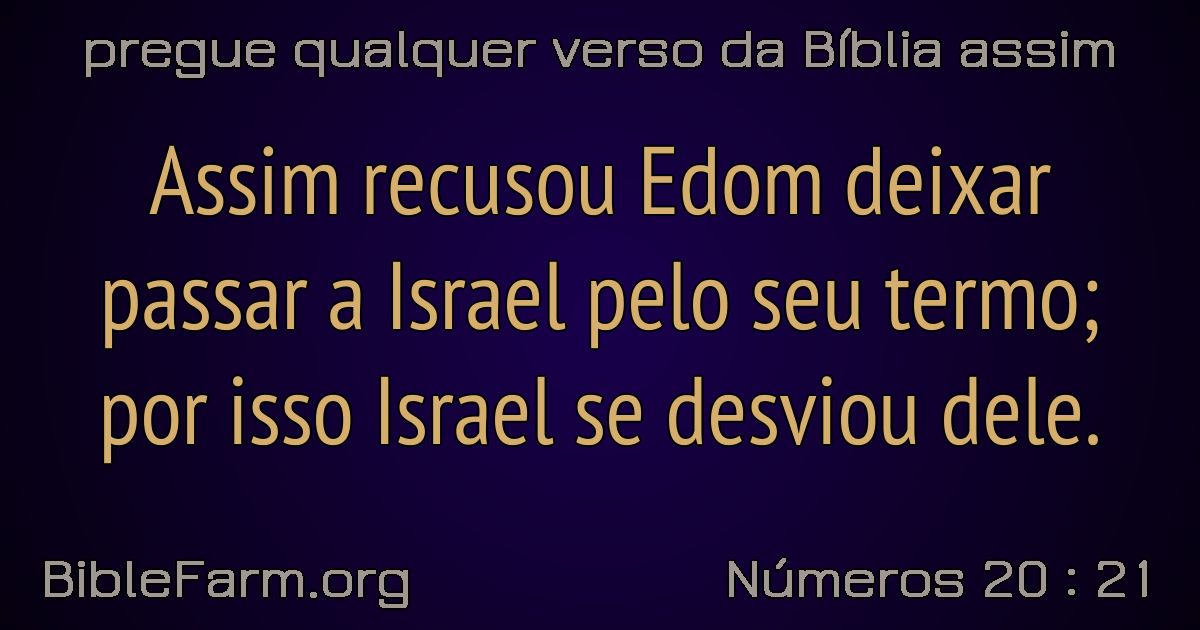 pregue qualquer verso da Bíblia assim
Assim recusou Edom deixar
passar a Israel pelo seu termo;
por isso Israel se desviou dele.
BibleFarm.org
Números 20 : 21